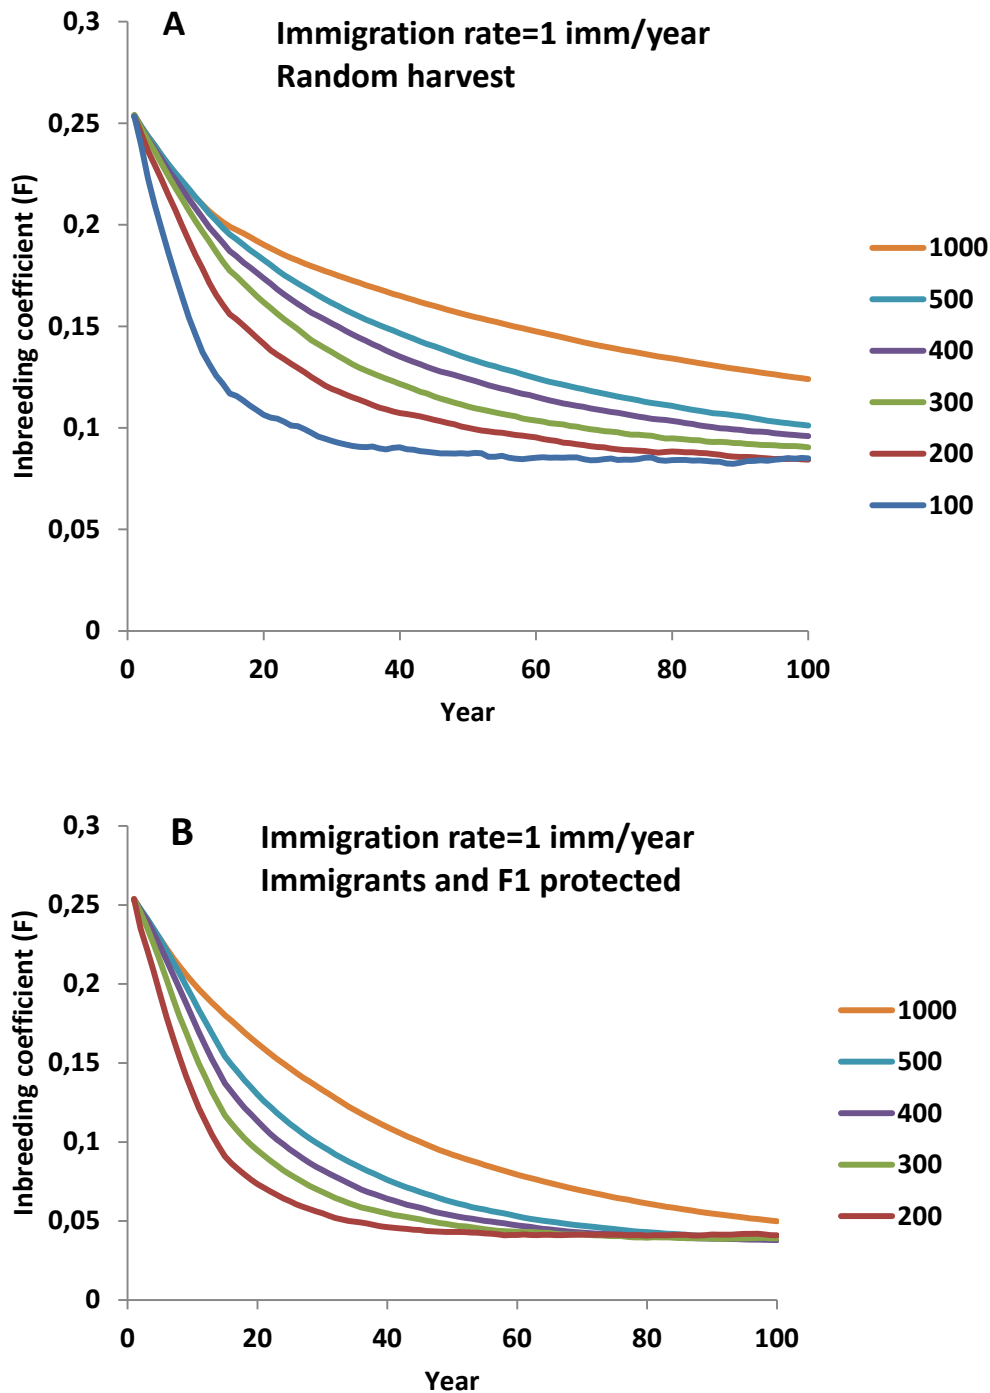 A
Immigration rate=1 imm/year
Random harvest
Inbreeding coefficient (F)
0,3
0,25
0,2
0,15
0,1
0,05
0
0 20 40 60 80 100
Year
1000
500
400
300
200
100
B
Immigration rate=1 imm/year
Immigrants and F1 protected
Inbreeding coefficient (F)
0,3
0,25
0,2
0,15
0,1
0,05
0
0 20 40 60 80 100
Year
1000
500
400
300
200